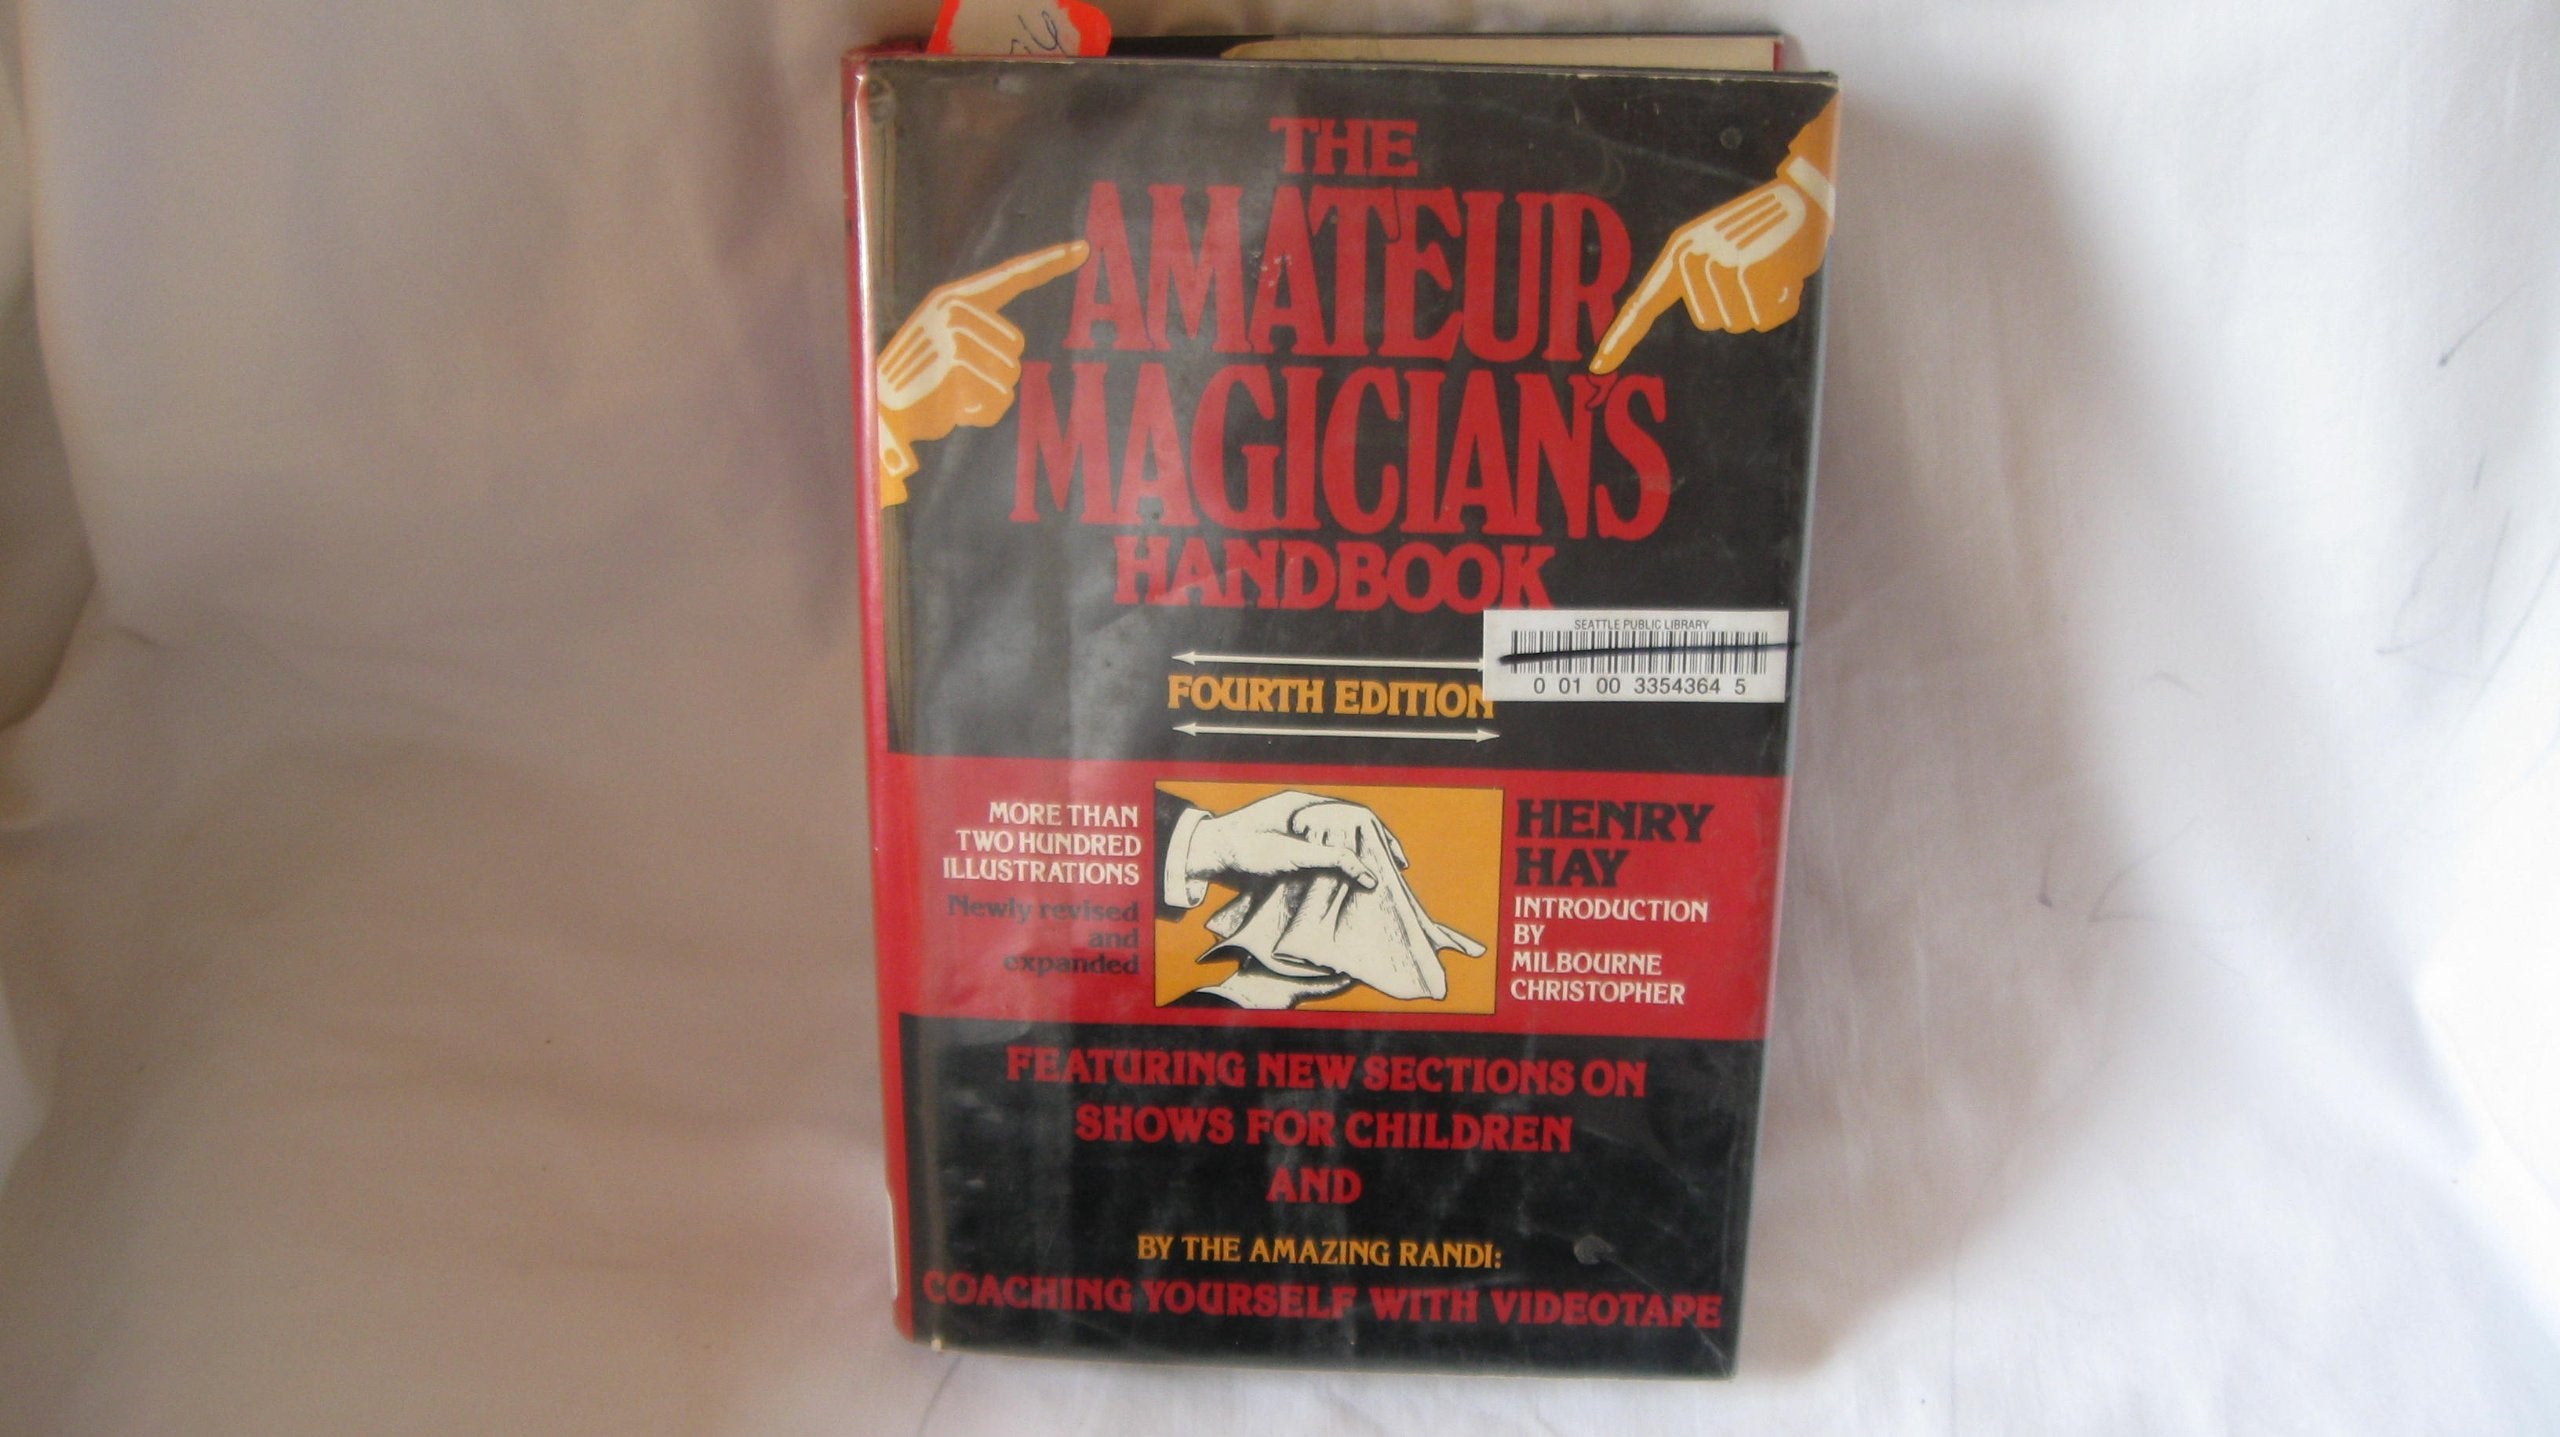 THE
AMATEUR
MAGICIAN'S
HANDBOOK
SEATTLE PUBLIC LIBRARY
0 01 00 3354364 5
FOURTH EDITION
MORE THAN
TWO HUNDRED
ILLUSTRATIONS
Newly revised
and
expanded
HENRY
HAY
INTRODUCTION
BY
MILBOURNE
CHRISTOPHER
FEATURING NEW SECTIONS ON
SHOWS FOR CHILDREN
AND
BY THE AMAZING RANDI:
COACHING YOURSELF WITH VIDEOTAPE